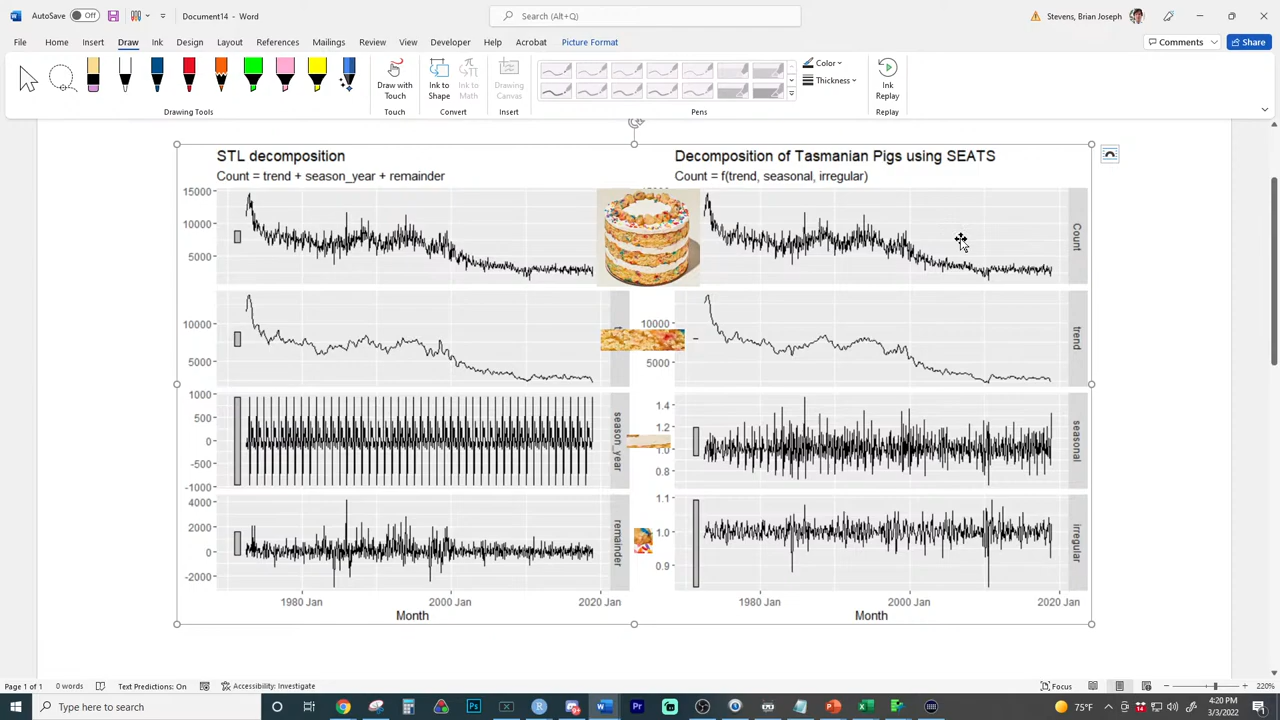 AutoSave Off Document14 - Word Search (Alt+Q) Stevens, Brian Joseph
File Home Insert Draw Ink Design Layout References Mailings Review View Developer Help Acrobat Picture Format Comments Share
Draw with Touch
Ink to Shape
Ink to Math
Drawing Canvas
Color
Thickness
Ink Replay
Drawing Tools Touch Convert Insert Pens Replay
STL decomposition
Count = trend + season_year + remainder
15000
10000
5000
10000
5000
1000
500
0
-500
-1000
season_year
4000
2000
0
-2000
remainder
1980 Jan 2000 Jan 2020 Jan
Month
Decomposition of Tasmanian Pigs using SEATS
Count = f(trend, seasonal, irregular)
Count
10000
5000
trend
1.4
1.2
1.0
0.8
seasonal
1.1
1.0
0.9
irregular
1980 Jan 2000 Jan 2020 Jan
Month
Page 1 of 1 0 words Text Predictions: On Accessibility: Investigate Focus 220%
Type here to search
75°F
4:20 PM
3/3/2022